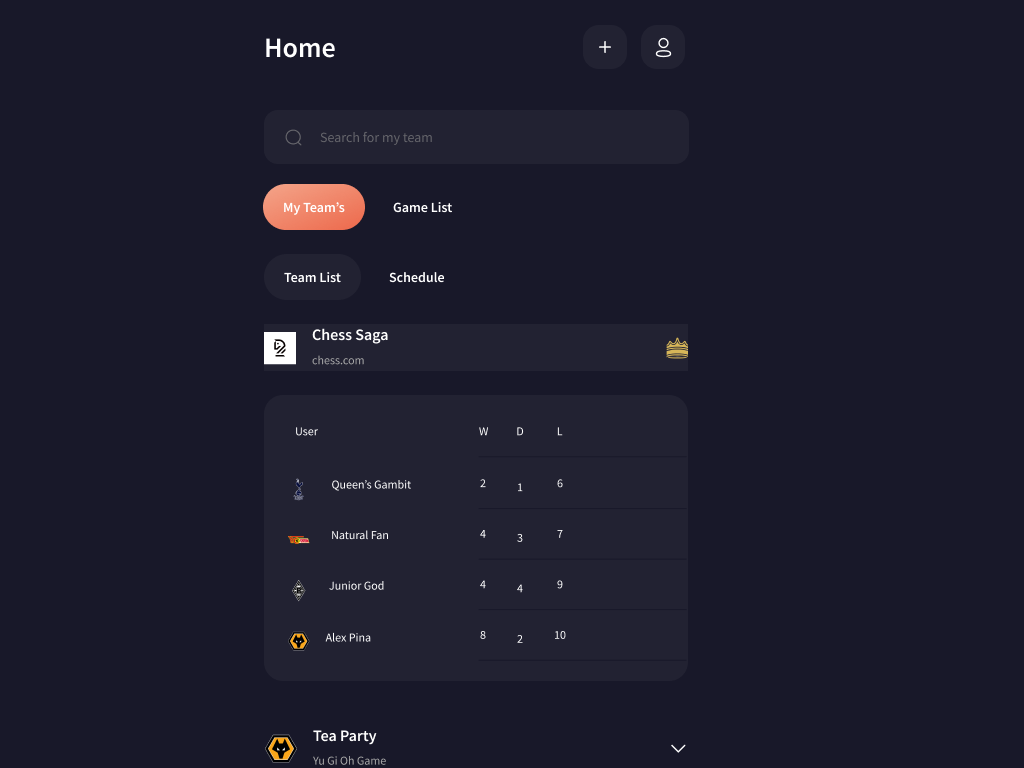 Home
Search for my team
My Team’s Game List
Team List Schedule
Chess Saga
chess.com
User W D L
Queen’s Gambit 2 1 6
Natural Fan 4 3 7
Junior God 4 4 9
Alex Pina 8 2 10
Tea Party
Yu Gi Oh Game